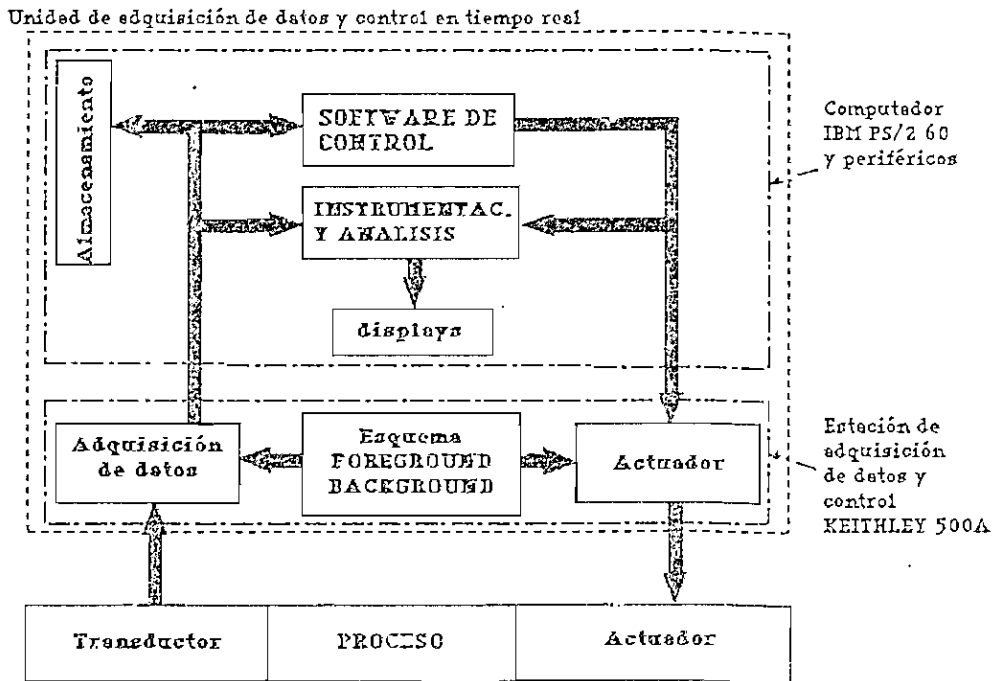 Unidad de adquisición de datos y control en tiempo real
Almacenamiento
SOFTWARE DE
CONTROL
Computador
IBM PS/2 60
y periféricos
INSTRUMENTAC.
Y ANALISIS
displays
Adquisición
de datos
Esquema
FOREGROUND
BACKGROUND
Actuador
Estación de
adquisición
de datos y
control
KEITHLEY 500A
Transductor
PROCESO
Actuador